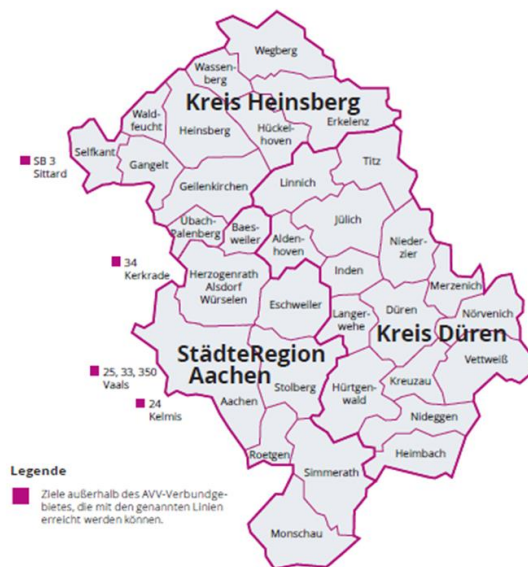 Wegberg
Wassen-
berg
Kreis Heinsberg
Erkelenz
Wald-
feucht
Heinsberg
Hückel-
hoven
Selfkant
Gangelt
SB 3
Sittard
Titz
Geilenkirchen
Linnich
Übach-
Palenberg
Baes-
weiler
Jülich
Alden-
hoven
Nieder-
zier
34
Kerkrade
Herzogenrath
Alsdorf
Würselen
Inden
Merzenich
Eschweiler
Langer-
wehe
Düren
Nörvenich
Kreis Düren
StädteRegion
Aachen
Vettweiß
25, 33, 350
Vaals
Stolberg
Hürtgen-
wald
Kreuzau
24
Kelmis
Aachen
Nideggen
Roetgen
Heimbach
Simmerath
Legende
Ziele außerhalb des AVV-Verbundge-
bietes, die mit den genannten Linien
erreicht werden können.
Monschau